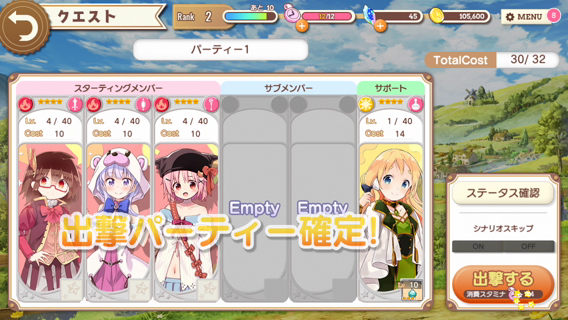 クエスト
Rank 2
あと 10
12/12
45
105,600
MENU
8
パーティー1
TotalCost 30/ 32
スターティングメンバー
サブメンバー
サポート
Lv. 4 / 40
Cost 10
Lv. 4 / 40
Cost 10
Lv. 4 / 40
Cost 10
Lv. 1 / 40
Cost 14
Empty
Empty
出撃パーティー確定!
Lv. 10
ステータス確認
シナリオスキップ
ON OFF
出撃する
消費スタミナ